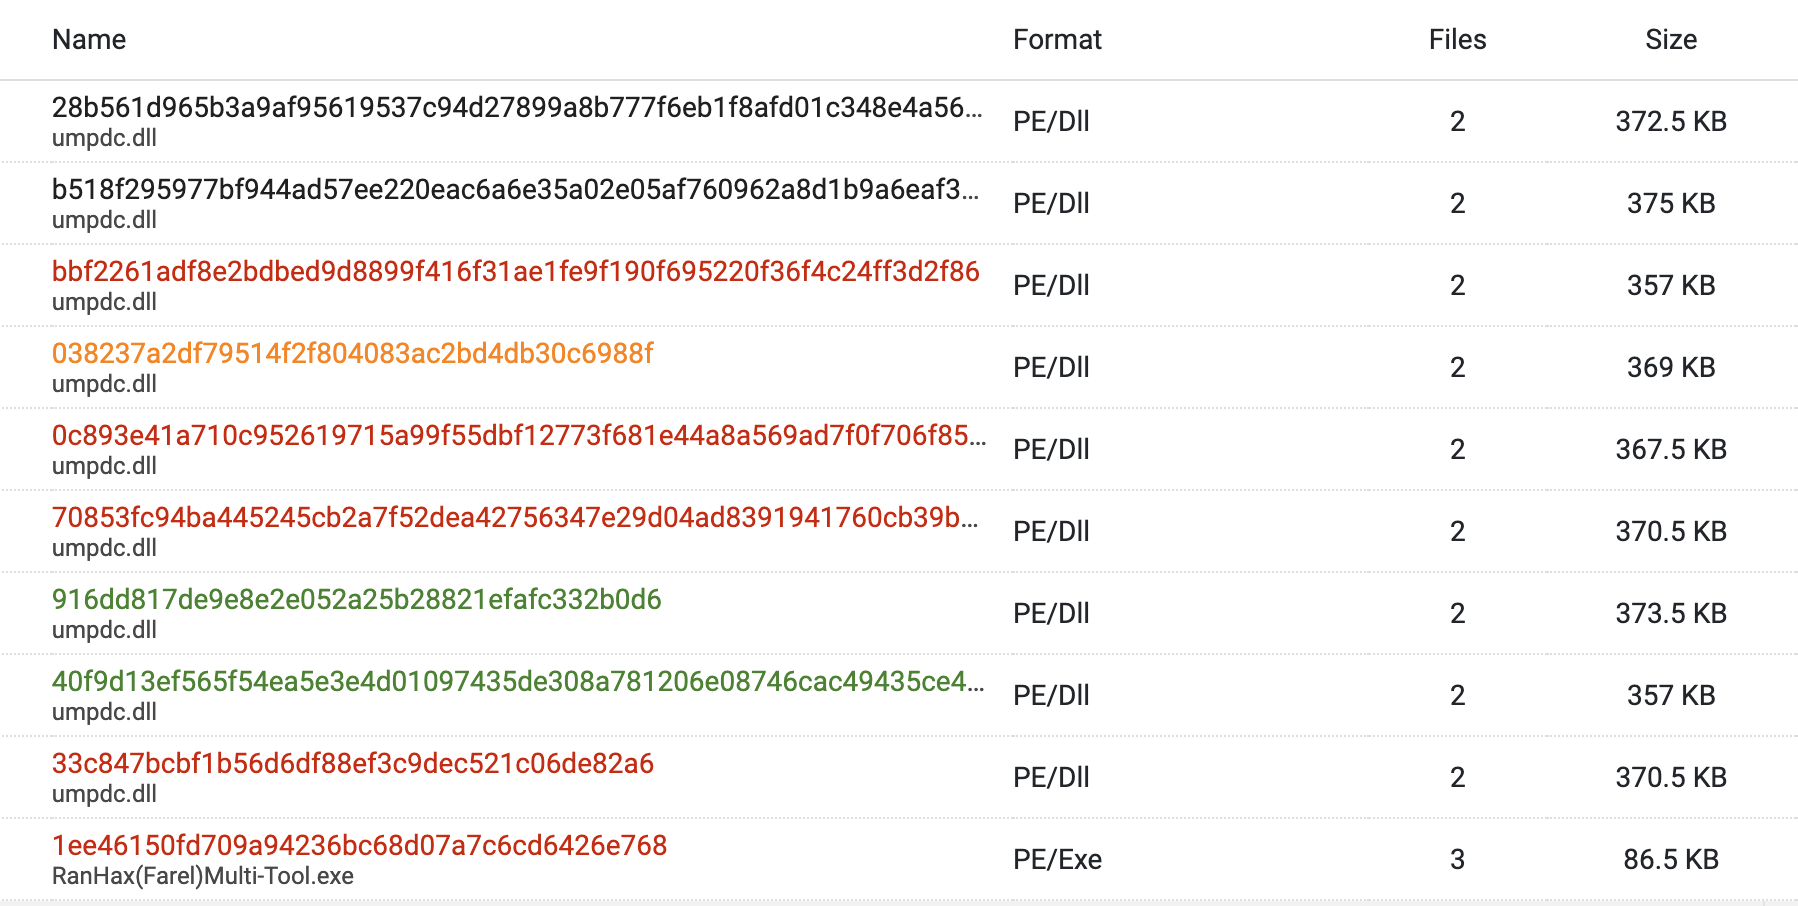 Name Format Files Size
28b561d965b3a9af95619537c94d27899a8b777f6eb1f8afd01c348e4a56... PE/Dll 2 372.5 KB
umpdc.dll
b518f295977bf944ad57ee220eac6a6e35a02e05af760962a8d1b9a6eaf3... PE/Dll 2 375 KB
umpdc.dll
bbf2261adf8e2bdbed9d8899f416f31ae1fe9f190f695220f36f4c24ff3d2f86 PE/Dll 2 357 KB
umpdc.dll
038237a2df79514f2f804083ac2bd4db30c6988f PE/Dll 2 369 KB
umpdc.dll
0c893e41a710c952619715a99f55dbf12773f681e44a8a569ad7f0f706f85... PE/Dll 2 367.5 KB
umpdc.dll
70853fc94ba445245cb2a7f52dea42756347e29d04ad8391941760cb39b... PE/Dll 2 370.5 KB
umpdc.dll
916dd817de9e8e2e052a25b28821efafc332b0d6 PE/Dll 2 373.5 KB
umpdc.dll
40f9d13ef565f54ea5e3e4d01097435de308a781206e08746cac49435ce4... PE/Dll 2 357 KB
umpdc.dll
33c847bcbf1b56d6df88ef3c9dec521c06de82a6 PE/Dll 2 370.5 KB
umpdc.dll
1ee46150fd709a94236bc68d07a7c6cd6426e768 PE/Exe 3 86.5 KB
RanHax(Farel)Multi-Tool.exe